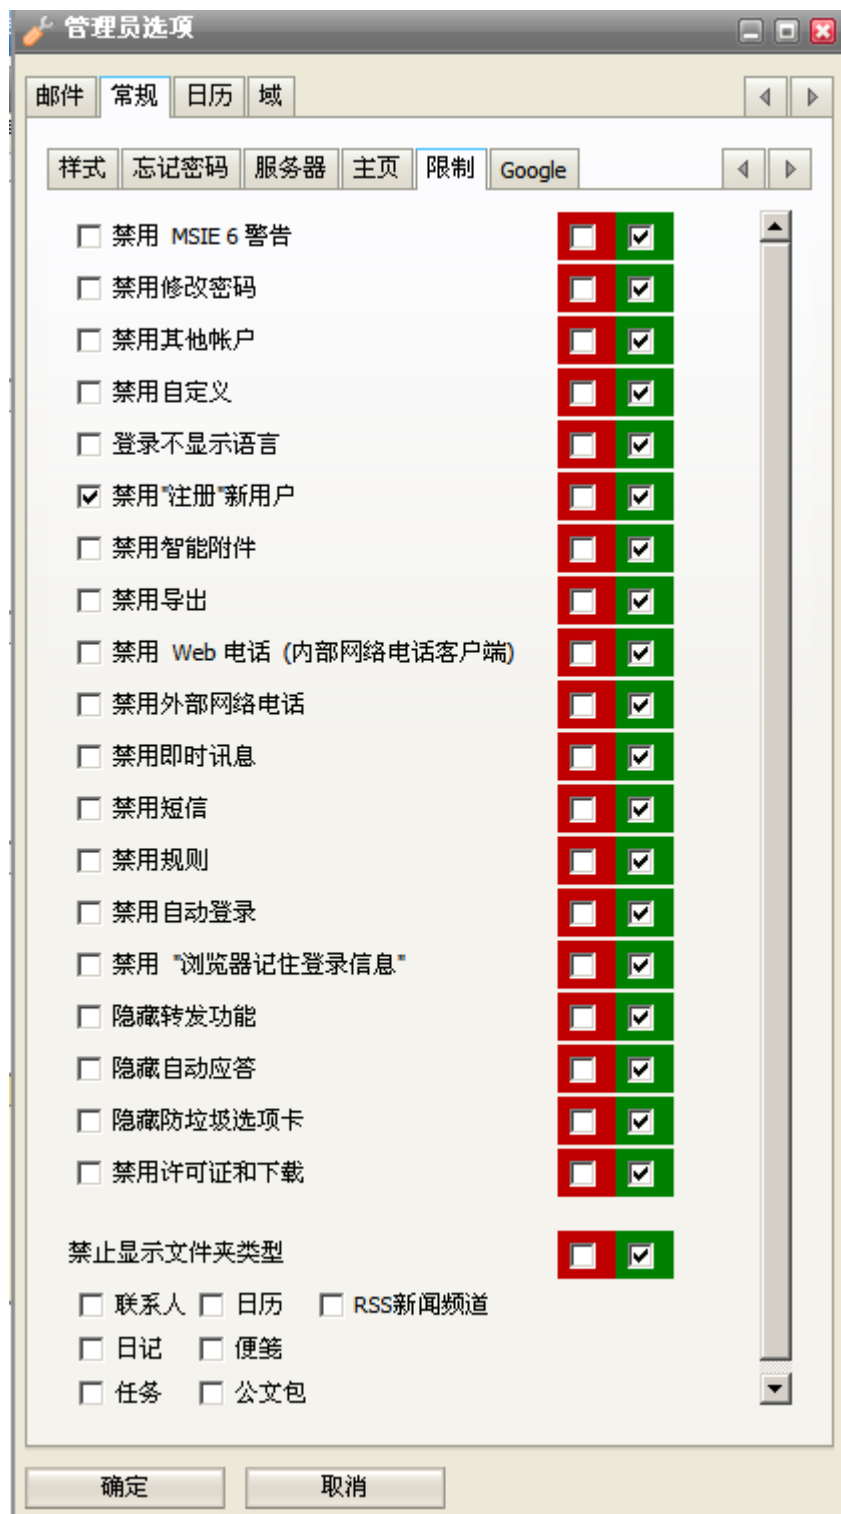 管理员选项
邮件 常规 日历 域
样式 忘记密码 服务器 主页 限制 Google
禁用 MSIE 6 警告
禁用修改密码
禁用其他帐户
禁用自定义
登录不显示语言
禁用"注册"新用户
禁用智能附件
禁用导出
禁用 Web 电话 (内部网络电话客户端)
禁用外部网络电话
禁用即时讯息
禁用短信
禁用规则
禁用自动登录
禁用 "浏览器记住登录信息"
隐藏转发功能
隐藏自动应答
隐藏防垃圾选项卡
禁用许可证和下载
禁止显示文件夹类型
联系人 日历 RSS新闻频道
日记 便笺
任务 公文包
确定 取消